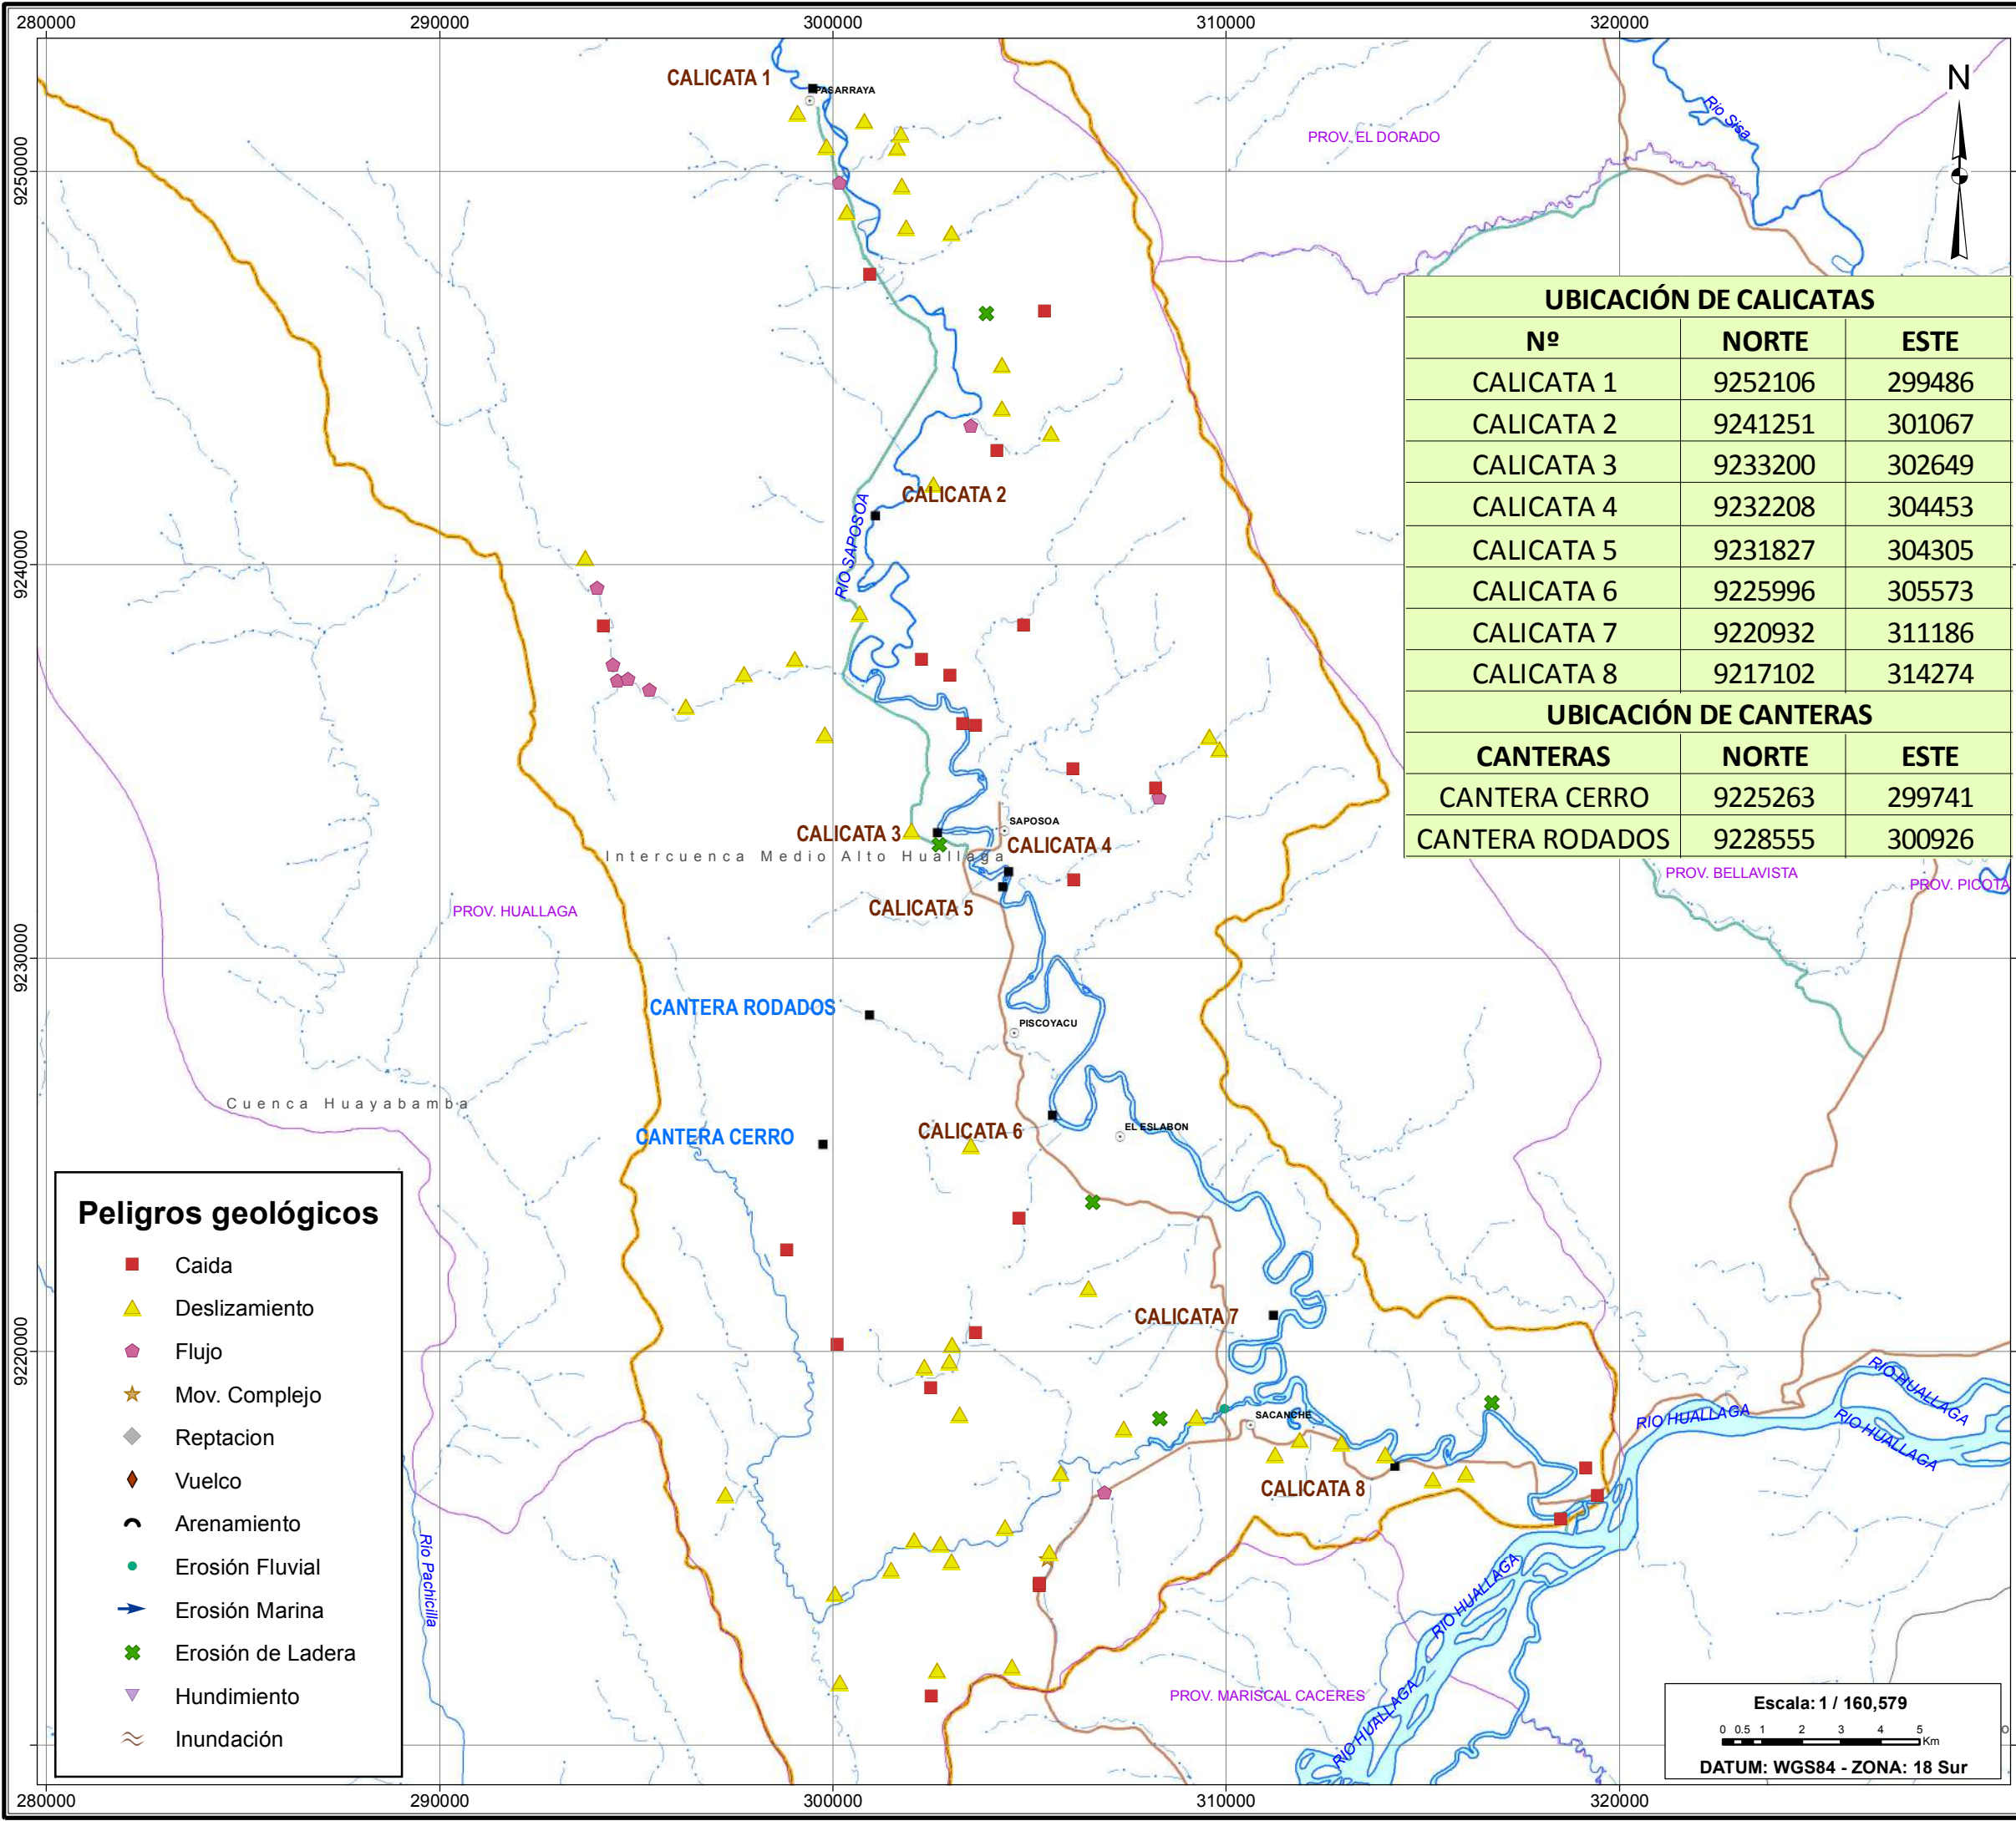 280000
290000
300000
310000
320000
CALICATA 1
PASARRAYA
PROV. EL DORADO
Rio Sisa
N
9250000
UBICACIÓN DE CALICATAS
Nº NORTE ESTE
CALICATA 1 9252106 299486
CALICATA 2 9241251 301067
CALICATA 3 9233200 302649
CALICATA 4 9232208 304453
CALICATA 5 9231827 304305
CALICATA 6 9225996 305573
CALICATA 7 9220932 311186
CALICATA 8 9217102 314274
UBICACIÓN DE CANTERAS
CANTERAS NORTE ESTE
CANTERA CERRO 9225263 299741
CANTERA RODADOS 9228555 300926
CALICATA 2
RIO SAPOSOA
9240000
SAPOSOA
CALICATA 3
CALICATA 4
Intercuenca Medio Alto Huallaga
PROV. BELLAVISTA
PROV. PICOTA
PROV. HUALLAGA
CALICATA 5
9230000
CANTERA RODADOS
PISCOYACU
Cuenca Huayabamba
CANTERA CERRO
CALICATA 6
EL ESLABON
CALICATA 7
9220000
RIO HUALLAGA
RIO HUALLAGA
RIO HUALLAGA
SACANCHE
CALICATA 8
Rio Pachicilla
RIO HUALLAGA
RIO HUALLAGA
PROV. MARISCAL CACERES
Peligros geológicos
Caida
Deslizamiento
Flujo
Mov. Complejo
Reptacion
Vuelco
Arenamiento
Erosión Fluvial
Erosión Marina
Erosión de Ladera
Hundimiento
Inundación
Escala: 1 / 160,579
0 0.5 1 2 3 4 5
Km
DATUM: WGS84 - ZONA: 18 Sur
280000
290000
300000
310000
320000